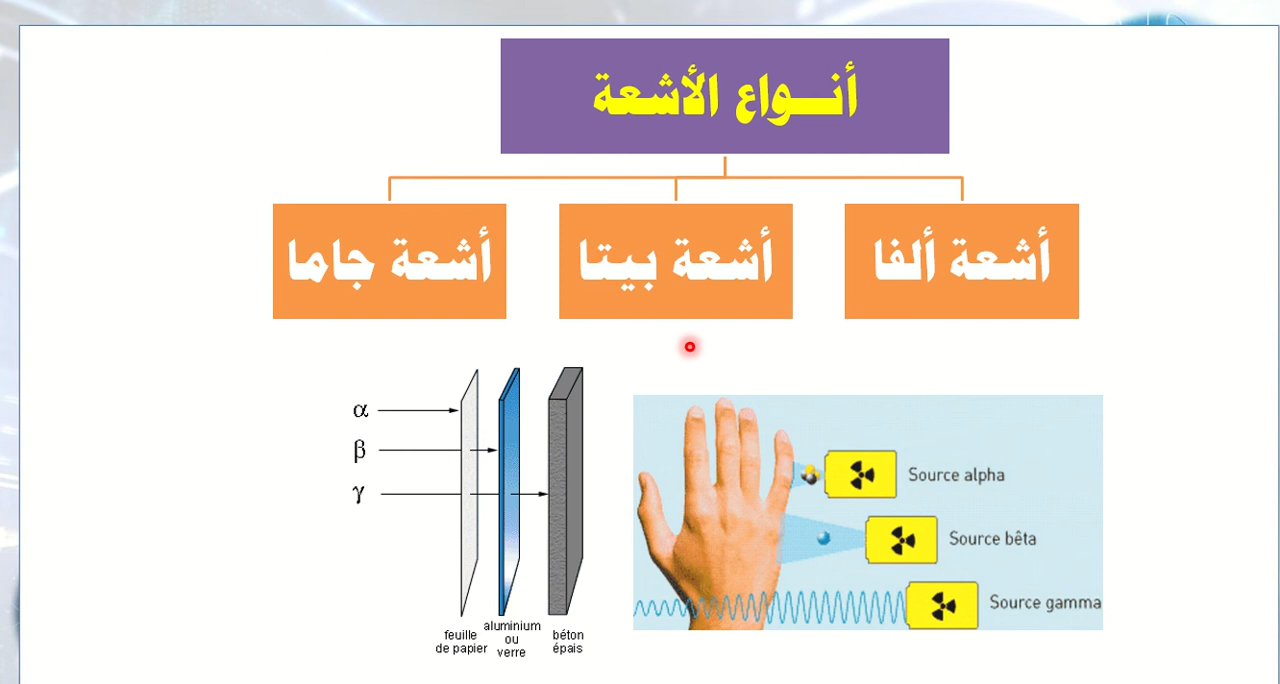 أنــواع الأشعة
أشعة ألفا
أشعة بيتا
أشعة جاما
α
β
γ
feuille
de papier
aluminium
ou
verre
béton
épais
Source alpha
Source bêta
Source gamma